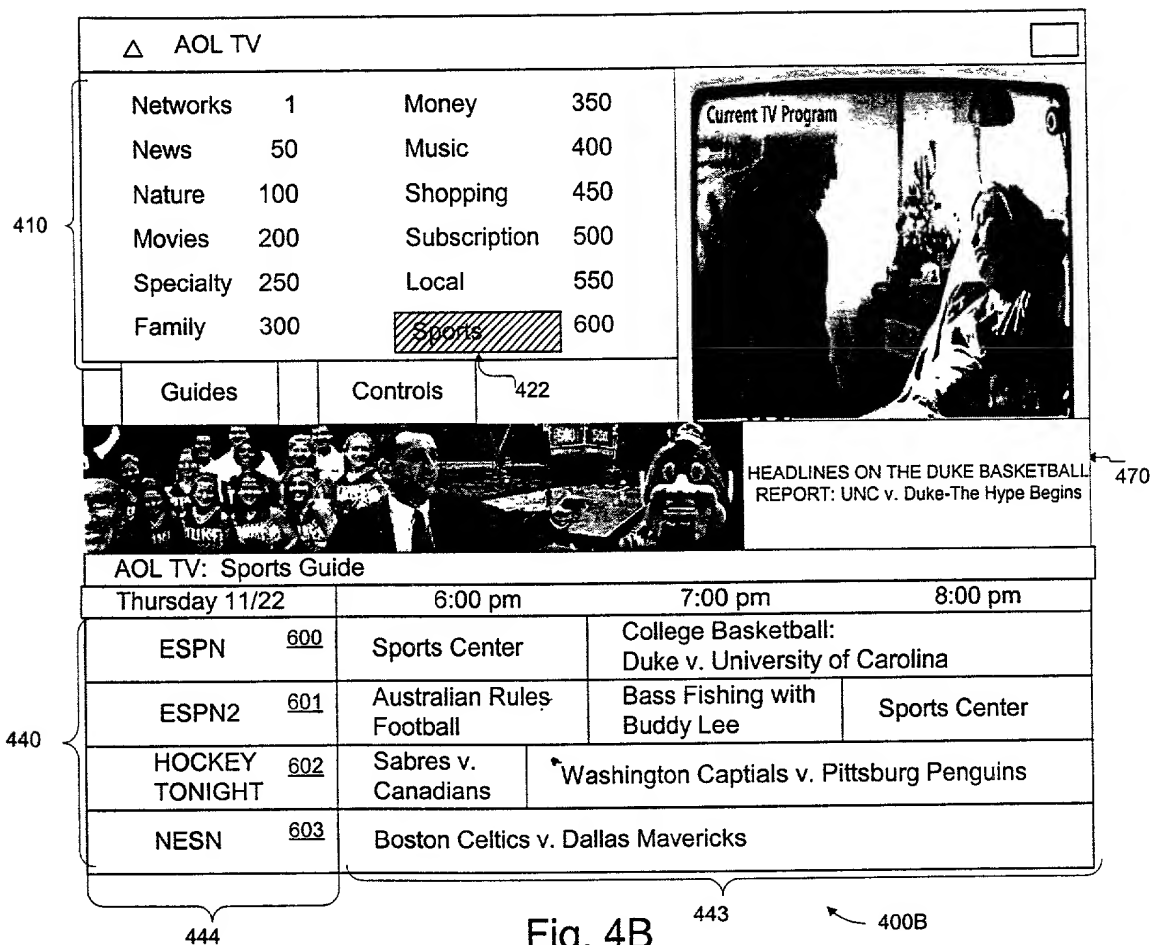 △ AOL TV
Networks 1 Money 350
News 50 Music 400
Nature 100 Shopping 450
Movies 200 Subscription 500
Specialty 250 Local 550
Family 300 Sports 600
Current TV Program
410
Guides Controls 422
HEADLINES ON THE DUKE BASKETBALL
REPORT: UNC v. Duke-The Hype Begins
470
AOL TV: Sports Guide
Thursday 11/22 6:00 pm 7:00 pm 8:00 pm
ESPN 600 Sports Center College Basketball:
Duke v. University of Carolina
ESPN2 601 Australian Rules Football Bass Fishing with Buddy Lee Sports Center
440
HOCKEY TONIGHT 602 Sabres v. Canadians Washington Captials v. Pittsburg Penguins
NESN 603 Boston Celtics v. Dallas Mavericks
444 443 400B
Fig. 4B